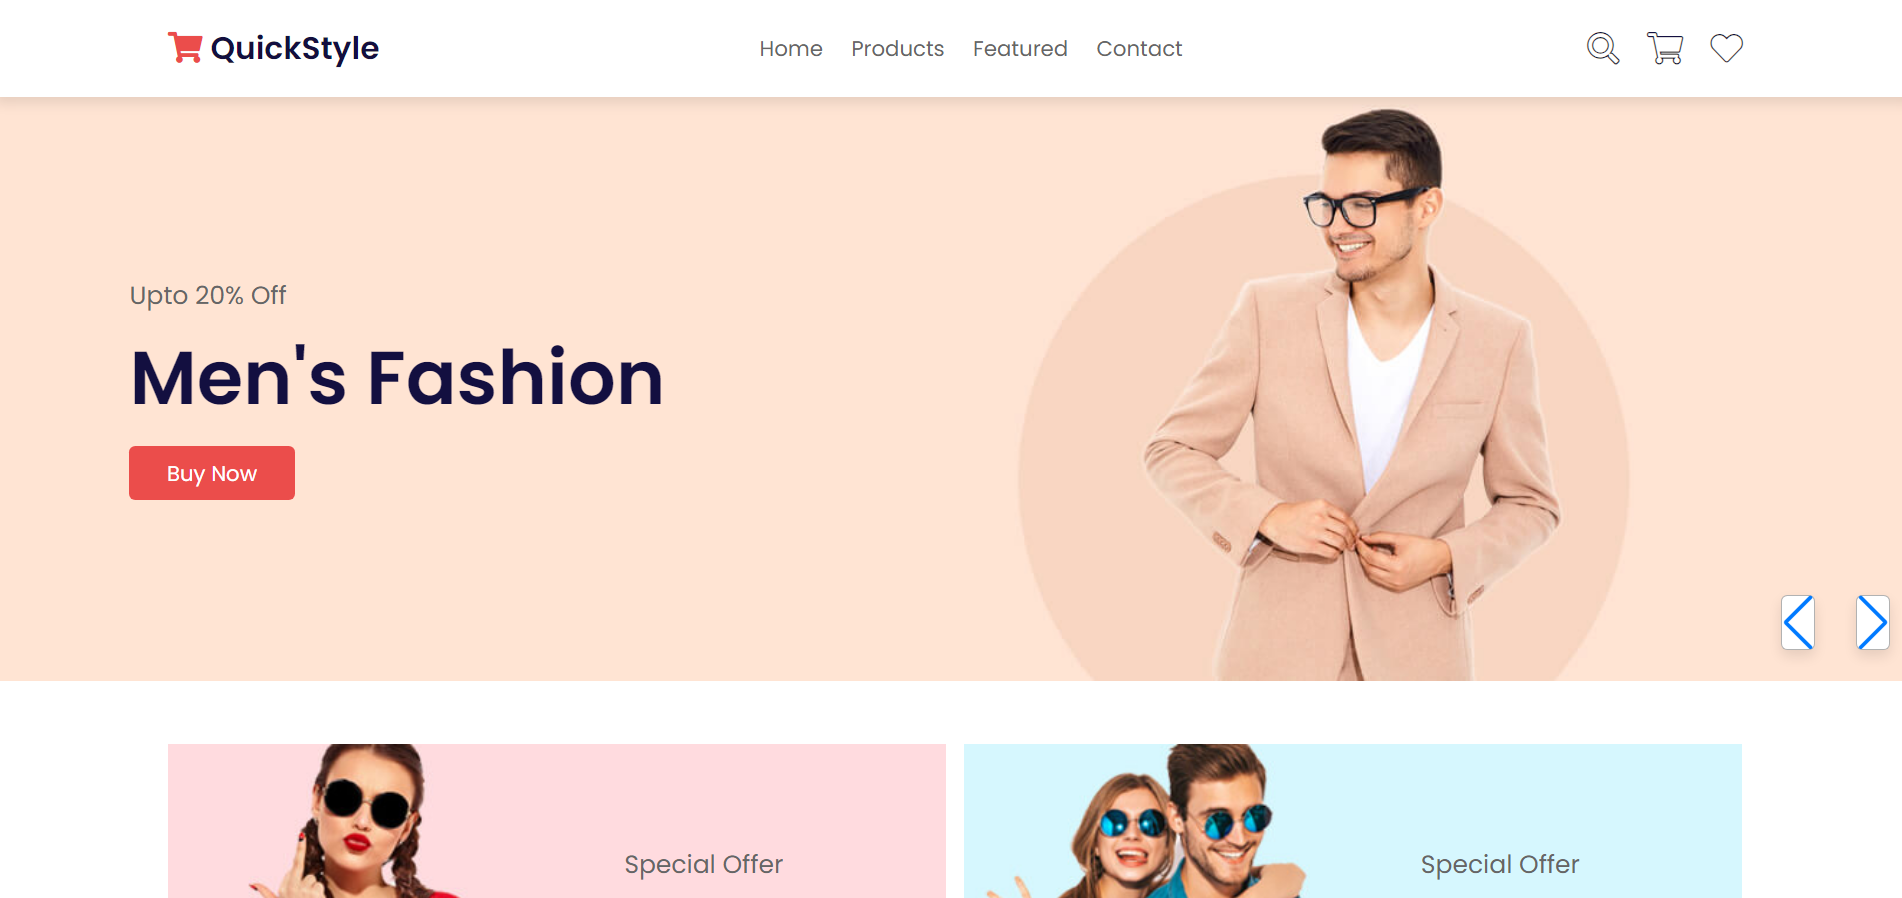 QuickStyle
Home Products Featured Contact
Upto 20% Off
Men's Fashion
Buy Now
Special Offer
Special Offer